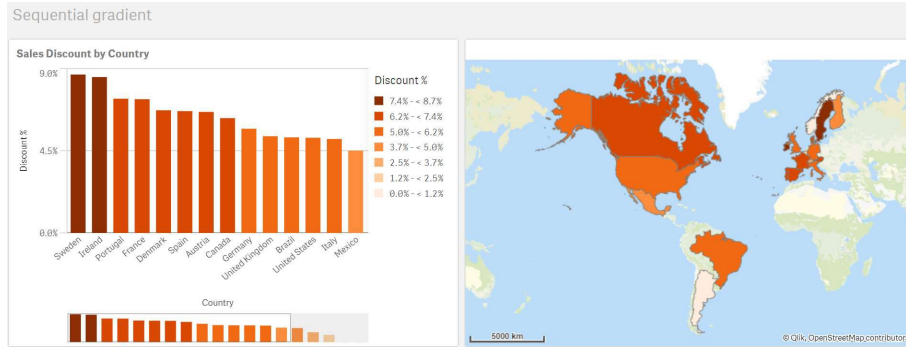 Sequential gradient
Sales Discount by Country
Discount %
9.0%
4.5%
0.0%
Sweden
Ireland
Portugal
France
Denmark
Spain
Austria
Canada
Germany
United Kingdom
Brazil
United States
Italy
Mexico
Country
Discount %
7.4% - < 8.7%
6.2% - < 7.4%
5.0% - < 6.2%
3.7% - < 5.0%
2.5% - < 3.7%
1.2% - < 2.5%
0.0% - < 1.2%
5000 km
© Qlik, OpenStreetMap contributor